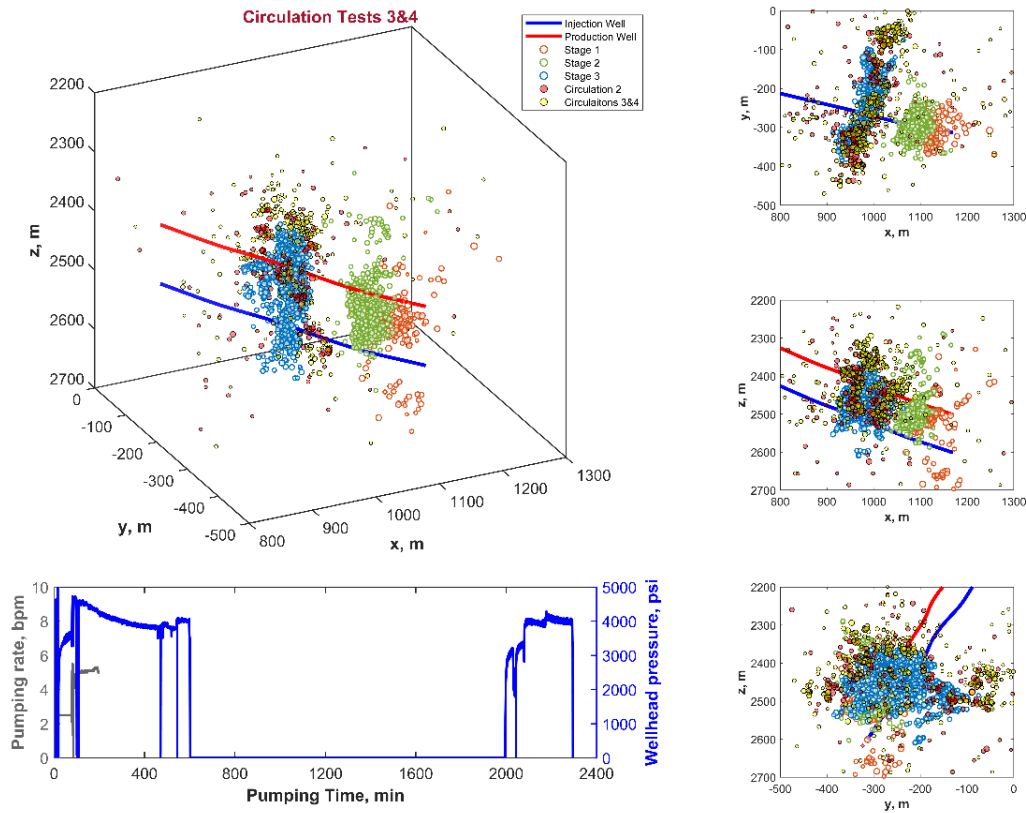 Circulation Tests 3&4
Injection Well
Production Well
Stage 1
Stage 2
Stage 3
Circulation 2
Circulaitons 3&4
2200
2300
2400
2500
2600
2700
z, m
0
-100
-200
-300
-400
-500
y, m
800
900
1000
1100
1200
1300
x, m
0
-100
-200
-300
-400
-500
y, m
800 900 1000 1100 1200 1300
x, m
2200
2300
2400
2500
2600
2700
z, m
800 900 1000 1100 1200 1300
x, m
10
8
6
4
2
0
Pumping rate, bpm
5000
4000
3000
2000
1000
0
Wellhead pressure, psi
0 400 800 1200 1600 2000 2400
Pumping Time, min
2200
2300
2400
2500
2600
2700
z, m
-500 -400 -300 -200 -100 0
y, m